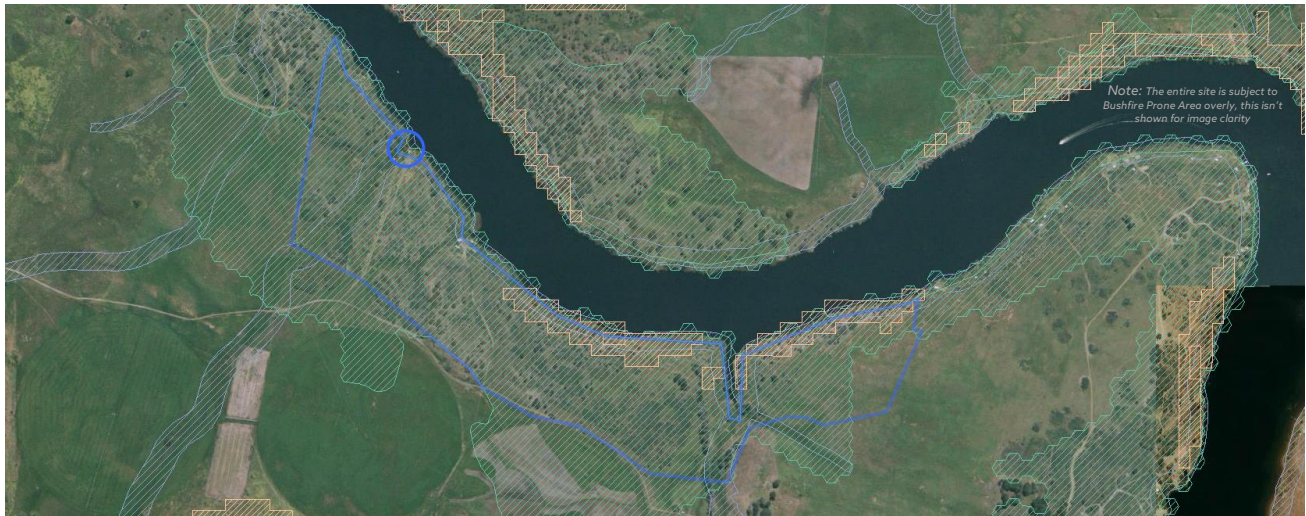 Note: The entire site is subject to
Bushfire Prone Area overly, this isn't
shown for image clarity